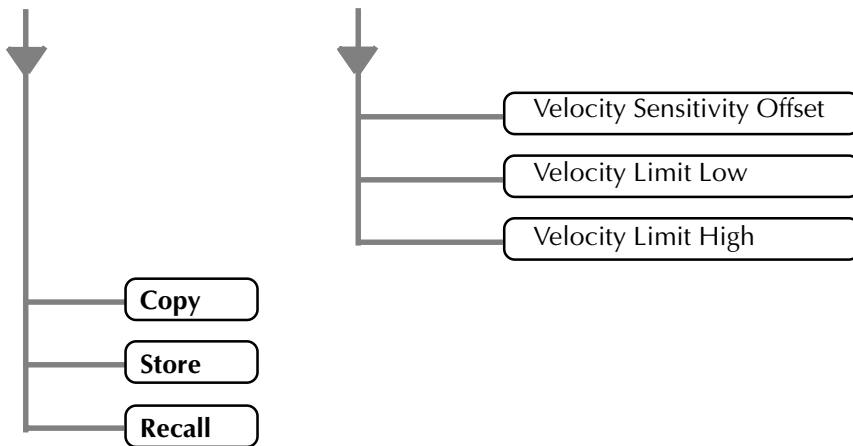 Velocity Sensitivity Offset
Velocity Limit Low
Velocity Limit High
Copy
Store
Recall